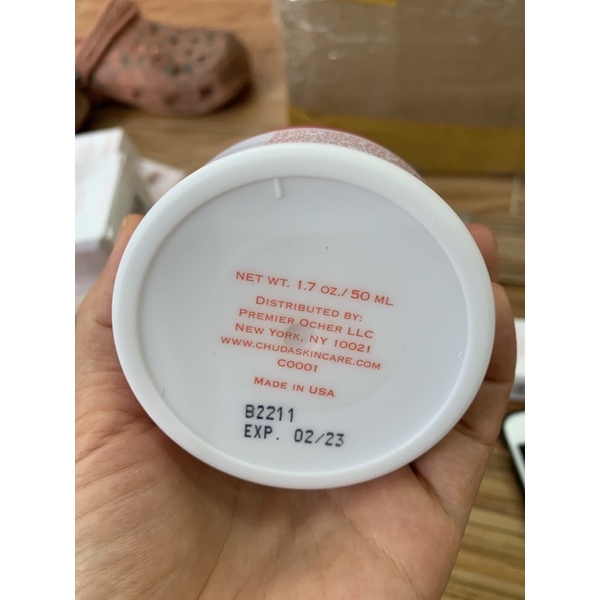 NET WT. 1.7 OZ./ 50 ML
DISTRIBUTED BY:
PREMIER OCHER LLC
NEW YORK, NY 10021
WWW.CHUDASKINCARE.COM
C0001
MADE IN USA
B2211
EXP. 02/23